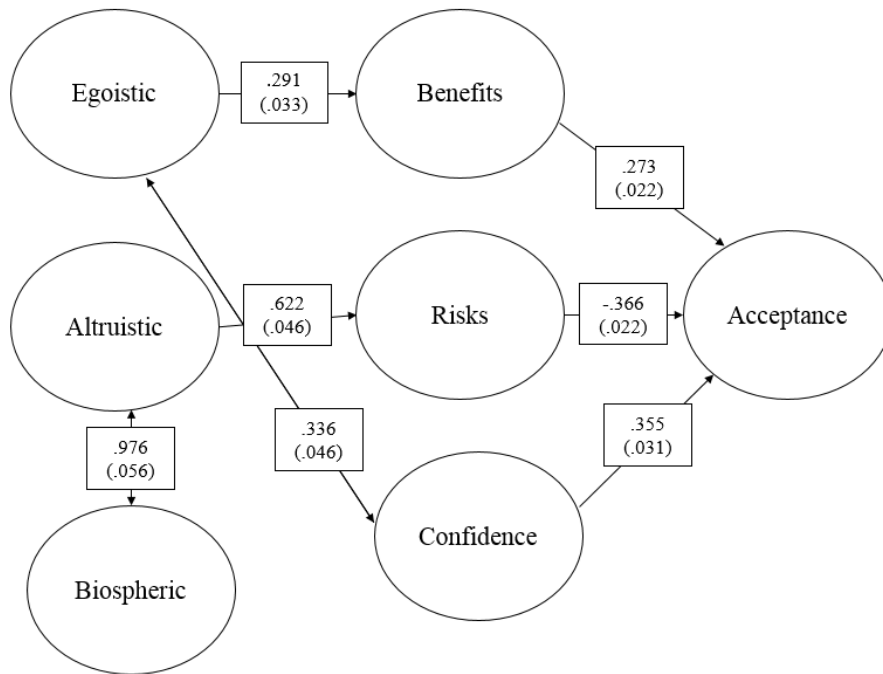 Egoistic
.291
(.033)
Benefits
.273
(.022)
Altruistic
.622
(.046)
Risks
-.366
(.022)
Acceptance
.976
(.056)
.336
(.046)
.355
(.031)
Confidence
Biospheric